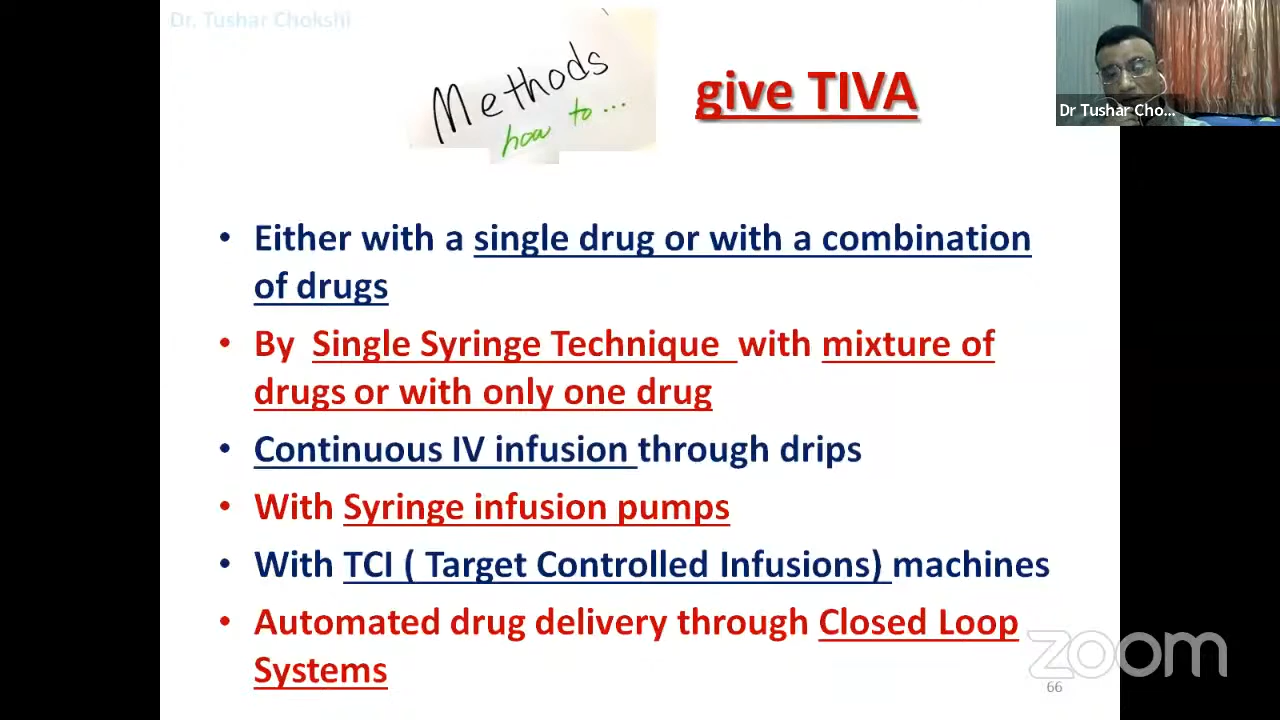 Dr. Tushar Chokshi
Methods
how to ...
give TIVA
Dr Tushar Cho...
• Either with a single drug or with a combination
of drugs
• By Single Syringe Technique with mixture of
drugs or with only one drug
• Continuous IV infusion through drips
• With Syringe infusion pumps
• With TCI ( Target Controlled Infusions) machines
• Automated drug delivery through Closed Loop
Systems
zoom
66